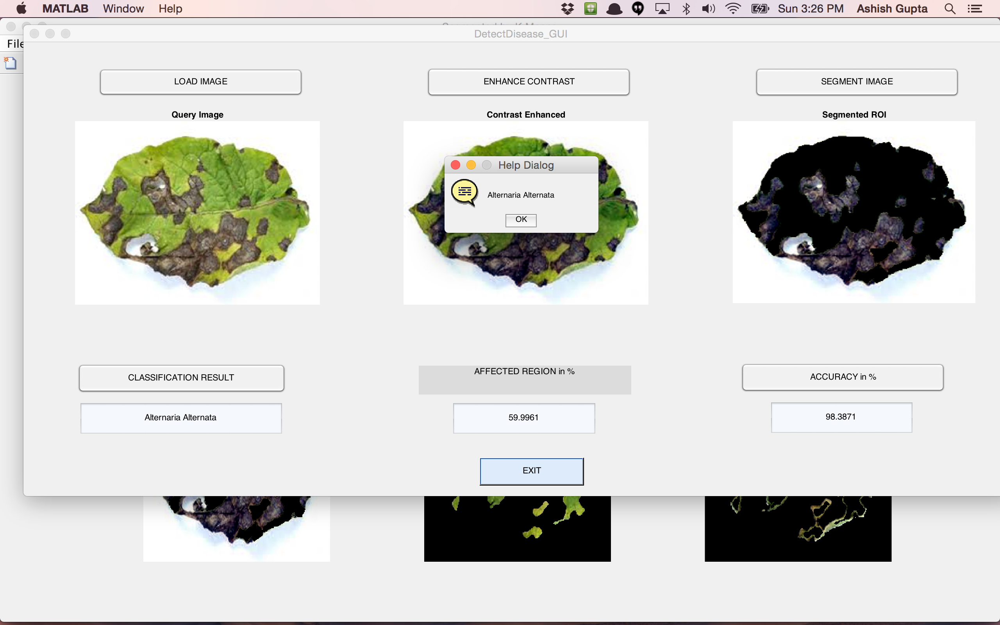 MATLAB Window Help Sun 3:26 PM Ashish Gupta
DetectDisease_GUI
File
LOAD IMAGE
ENHANCE CONTRAST
SEGMENT IMAGE
Query Image
Contrast Enhanced
Segmented ROI
Help Dialog
Alternaria Alternata
OK
CLASSIFICATION RESULT
AFFECTED REGION in %
ACCURACY in %
Alternaria Alternata
59.9961
98.3871
EXIT